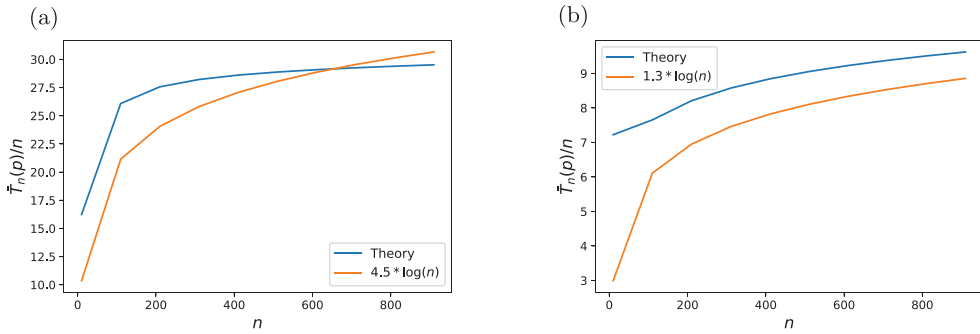 (a)
30.0
27.5
25.0
22.5
20.0
17.5
15.0
12.5
10.0
T̄̇_n(p)/n
0 200 400 600 800
n
Theory
4.5 * log(n)
(b)
9
8
7
6
5
4
3
T̄̇_n(p)/n
0 200 400 600 800
n
Theory
1.3 * log(n)